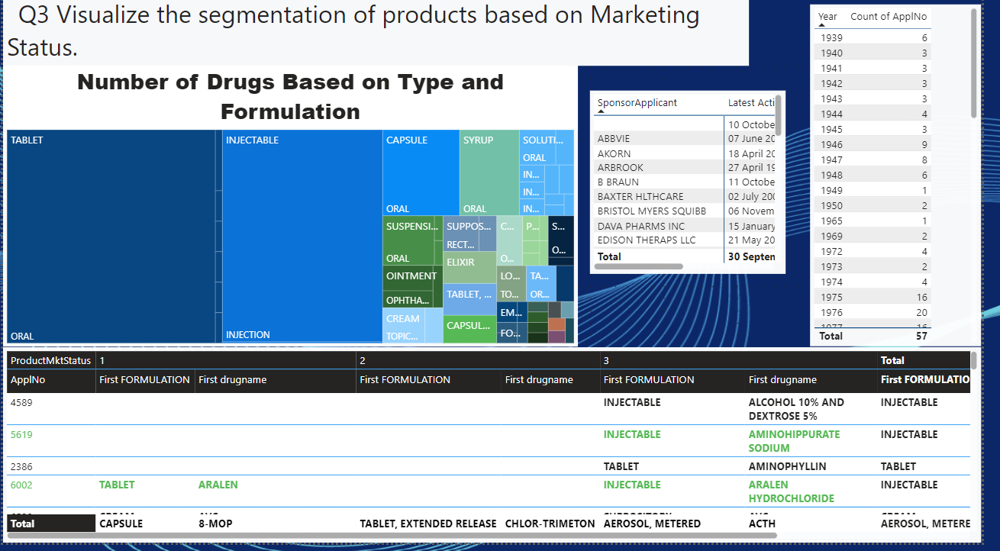 Q3 Visualize the segmentation of products based on Marketing
Status.
Number of Drugs Based on Type and
Formulation
TABLET
ORAL
INJECTABLE
INJECTION
CAPSULE
ORAL
SYRUP
ORAL
SOLUTI...
ORAL
IN...
IN...
IN...
SUSPENSI...
ORAL
OINTMENT
OPHTHA...
CREAM
TOPIC...
SUPPOS...
RECT...
ELIXIR
TABLET, ...
CAPSUL...
C...
O...
P...
S...
O...
LO...
TO...
TA...
OR...
EM...
FO...
SponsorApplicant Latest Acti
10 Octobe
ABBVIE 07 June 20
AKORN 18 April 20
ARBROOK 27 April 19
B BRAUN 11 Octobe
BAXTER HLTHCARE 02 July 200
BRISTOL MYERS SQUIBB 06 Novem
DAVA PHARMS INC 15 January
EDISON THERAPS LLC 21 May 20
Total 30 Septen
Year Count of ApplNo
1939 6
1940 3
1941 3
1942 3
1943 3
1944 4
1945 3
1946 9
1947 8
1948 6
1949 1
1950 2
1965 1
1969 2
1972 4
1973 2
1974 4
1975 16
1976 20
1977 16
Total 57
ProductMktStatus 1 2 3 Total
ApplNo First FORMULATION First drugname First FORMULATION First drugname First FORMULATION First drugname First FORMULATIO
4589 INJECTABLE ALCOHOL 10% AND INJECTABLE
DEXTROSE 5%
5619 INJECTABLE AMINOHIPPURATE INJECTABLE
SODIUM
2386 TABLET AMINOPHYLLIN TABLET
6002 TABLET ARALEN INJECTABLE ARALEN INJECTABLE
HYDROCHLORIDE
Total CAPSULE 8-MOP TABLET, EXTENDED RELEASE CHLOR-TRIMETON AEROSOL, METERED ACTH AEROSOL, METERE